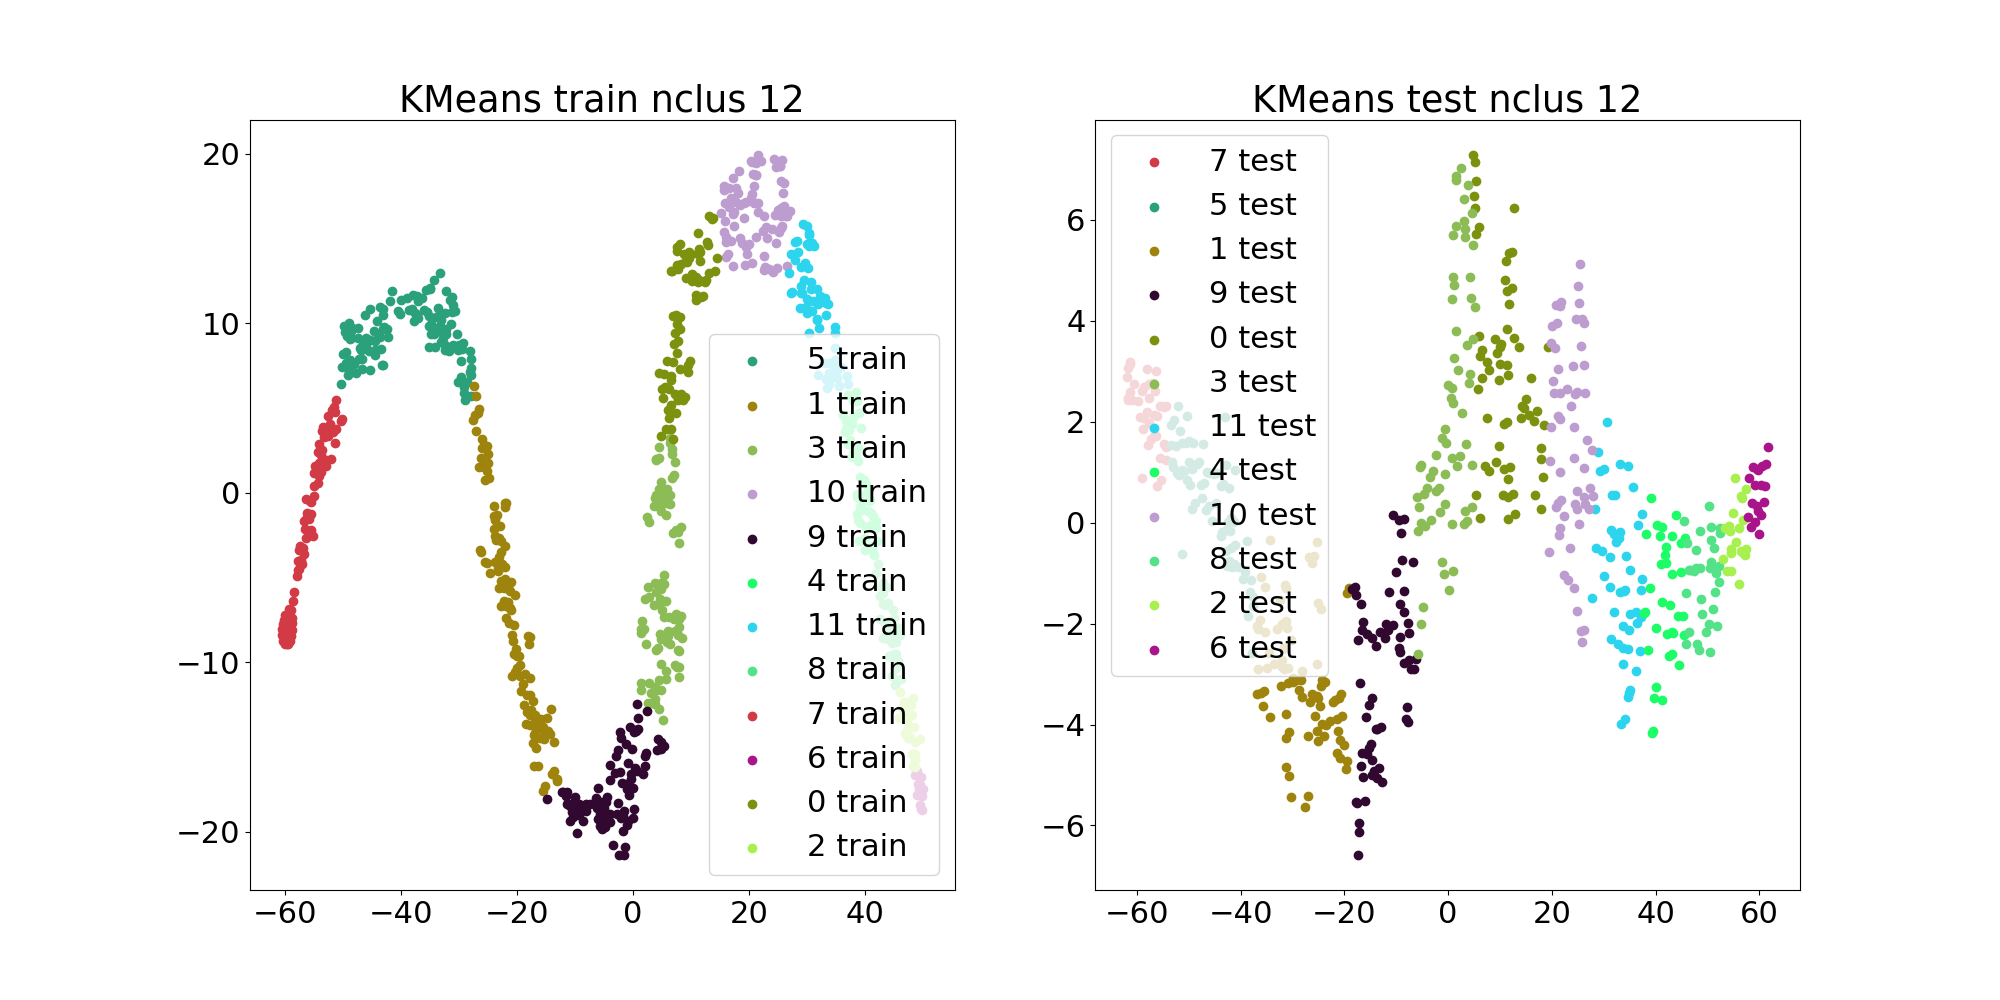 KMeans train nclus 12
20
10
0
−10
−20
−60 −40 −20 0 20 40
5 train
1 train
3 train
10 train
9 train
4 train
11 train
8 train
7 train
6 train
0 train
2 train
KMeans test nclus 12
6
4
2
0
−2
−4
−6
−60 −40 −20 0 20 40 60
7 test
5 test
1 test
9 test
0 test
3 test
11 test
4 test
10 test
8 test
2 test
6 test